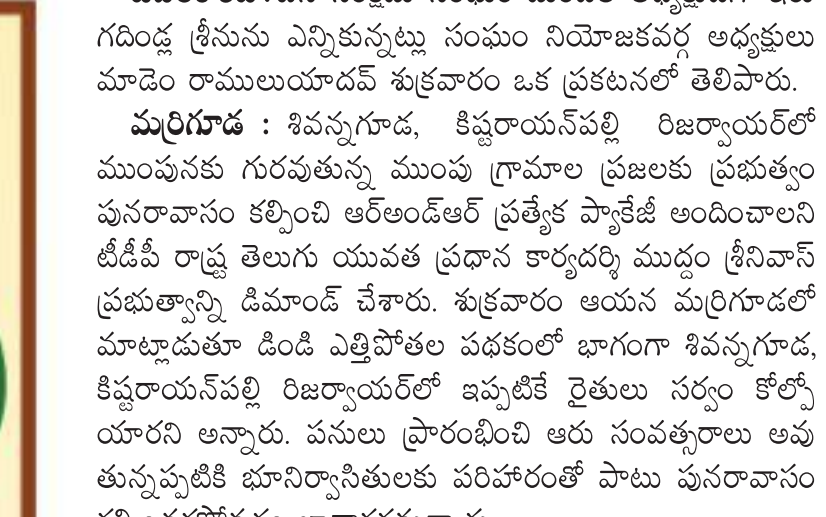 గదిండ్ల శ్రీనును ఎన్నికున్నట్లు సంఘం నియోజకవర్గ అధ్యక్షులు
మాడెం రాములుయాదవ్ శుక్రవారం ఒక ప్రకటనలో తెలిపారు.
మర్రిగూడ : శివన్నగూడ, కిష్టరాయన్‌పల్లి రిజర్వాయర్‌లో
ముంపునకు గురవుతున్న ముంపు గ్రామాల ప్రజలకు ప్రభుత్వం
పునరావాసం కల్పించి ఆర్అండ్ఆర్ ప్రత్యేక ప్యాకేజీ అందించాలని
టీడీపీ రాష్ట్ర తెలుగు యువత ప్రధాన కార్యదర్శి ముద్దం శ్రీనివాస్
ప్రభుత్వాన్ని డిమాండ్ చేశారు. శుక్రవారం ఆయన మర్రిగూడలో
మాట్లాడుతూ డిండి ఎత్తిపోతల పథకంలో భాగంగా శివన్నగూడ,
కిష్టరాయన్‌పల్లి రిజర్వాయర్‌లో ఇప్పటికే రైతులు సర్వం కోల్పో
యారని అన్నారు. పనులు ప్రారంభించి ఆరు సంవత్సరాలు అవు
తున్నప్పటికి భూనిర్వాసితులకు పరిహారంతో పాటు పునరావాసం